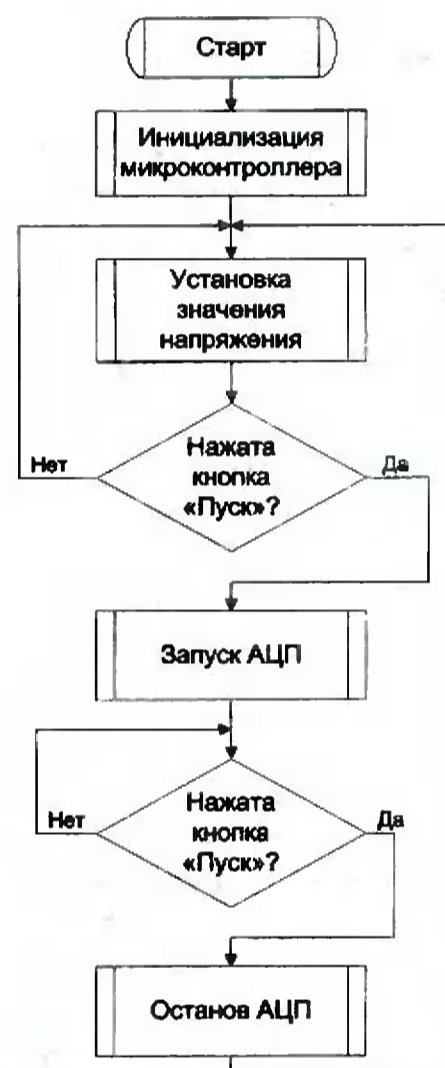 Старт
Инициализация
микроконтроллера
Установка
значения
напряжения
Нажата
кнопка
«Пуск»?
Нет
Да
Запуск АЦП
Нажата
кнопка
«Пуск»?
Нет
Да
Останов АЦП